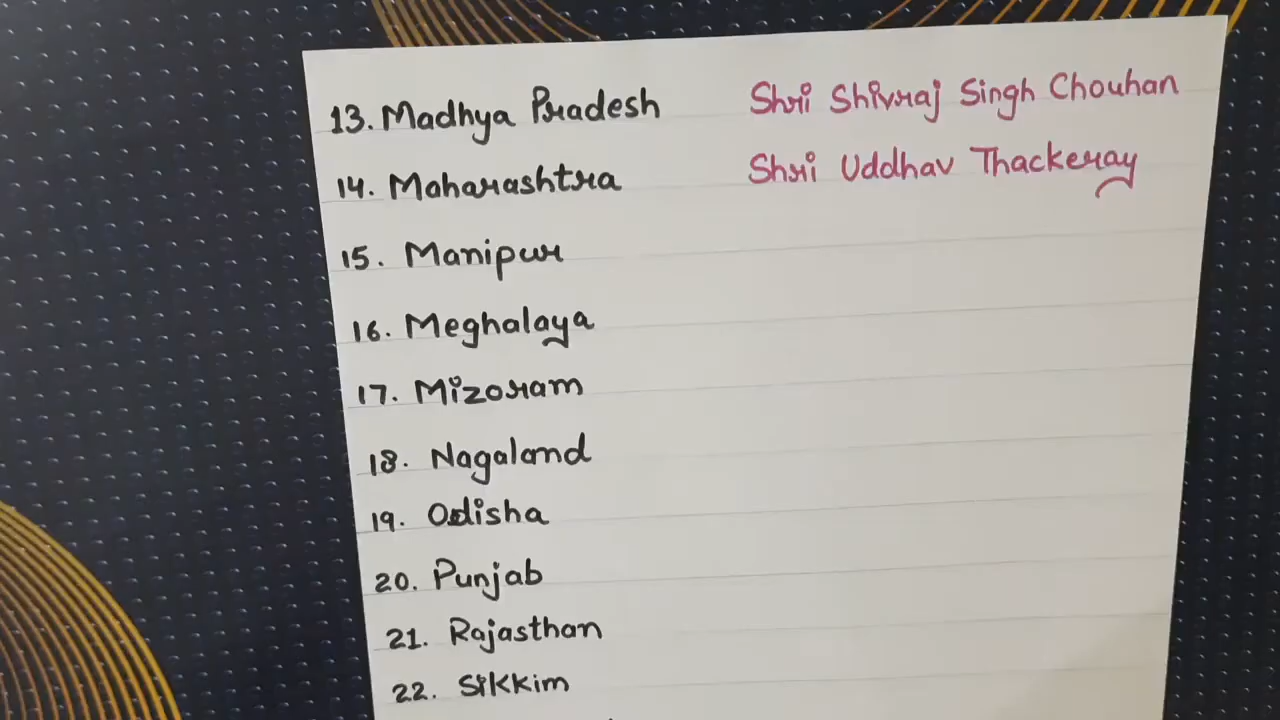 13. Madhya Pradesh Shri Shivraj Singh Chouhan
14. Maharashtra Shri Uddhav Thackeray
15. Manipur
16. Meghalaya
17. Mizoram
18. Nagaland
19. Odisha
20. Punjab
21. Rajasthan
22. Sikkim